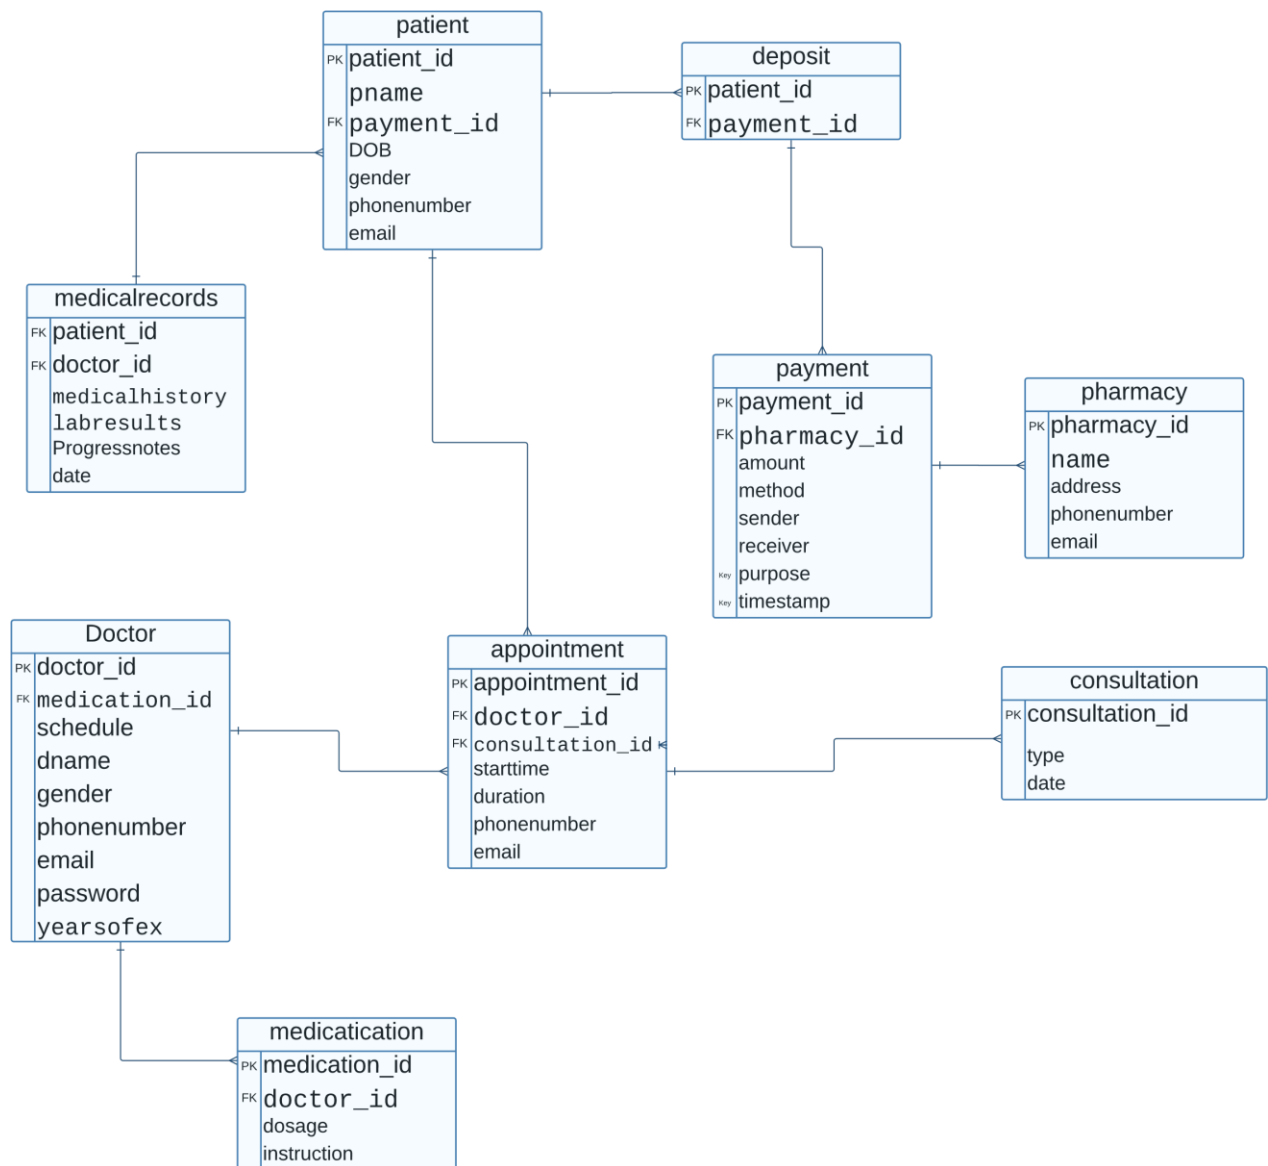 patient
PK patient_id
pname
FK payment_id
DOB
gender
phonenumber
email
deposit
PK patient_id
FK payment_id
medicalrecords
FK patient_id
FK doctor_id
medicalhistory
labresults
Progressnotes
date
payment
PK payment_id
FK pharmacy_id
amount
method
sender
receiver
Key purpose
Key timestamp
pharmacy
PK pharmacy_id
name
address
phonenumber
email
Doctor
PK doctor_id
FK medication_id
schedule
dname
gender
phonenumber
email
password
yearsofex
appointment
PK appointment_id
FK doctor_id
FK consultation_id
starttime
duration
phonenumber
email
consultation
PK consultation_id
type
date
medicatication
PK medication_id
FK doctor_id
dosage
instruction